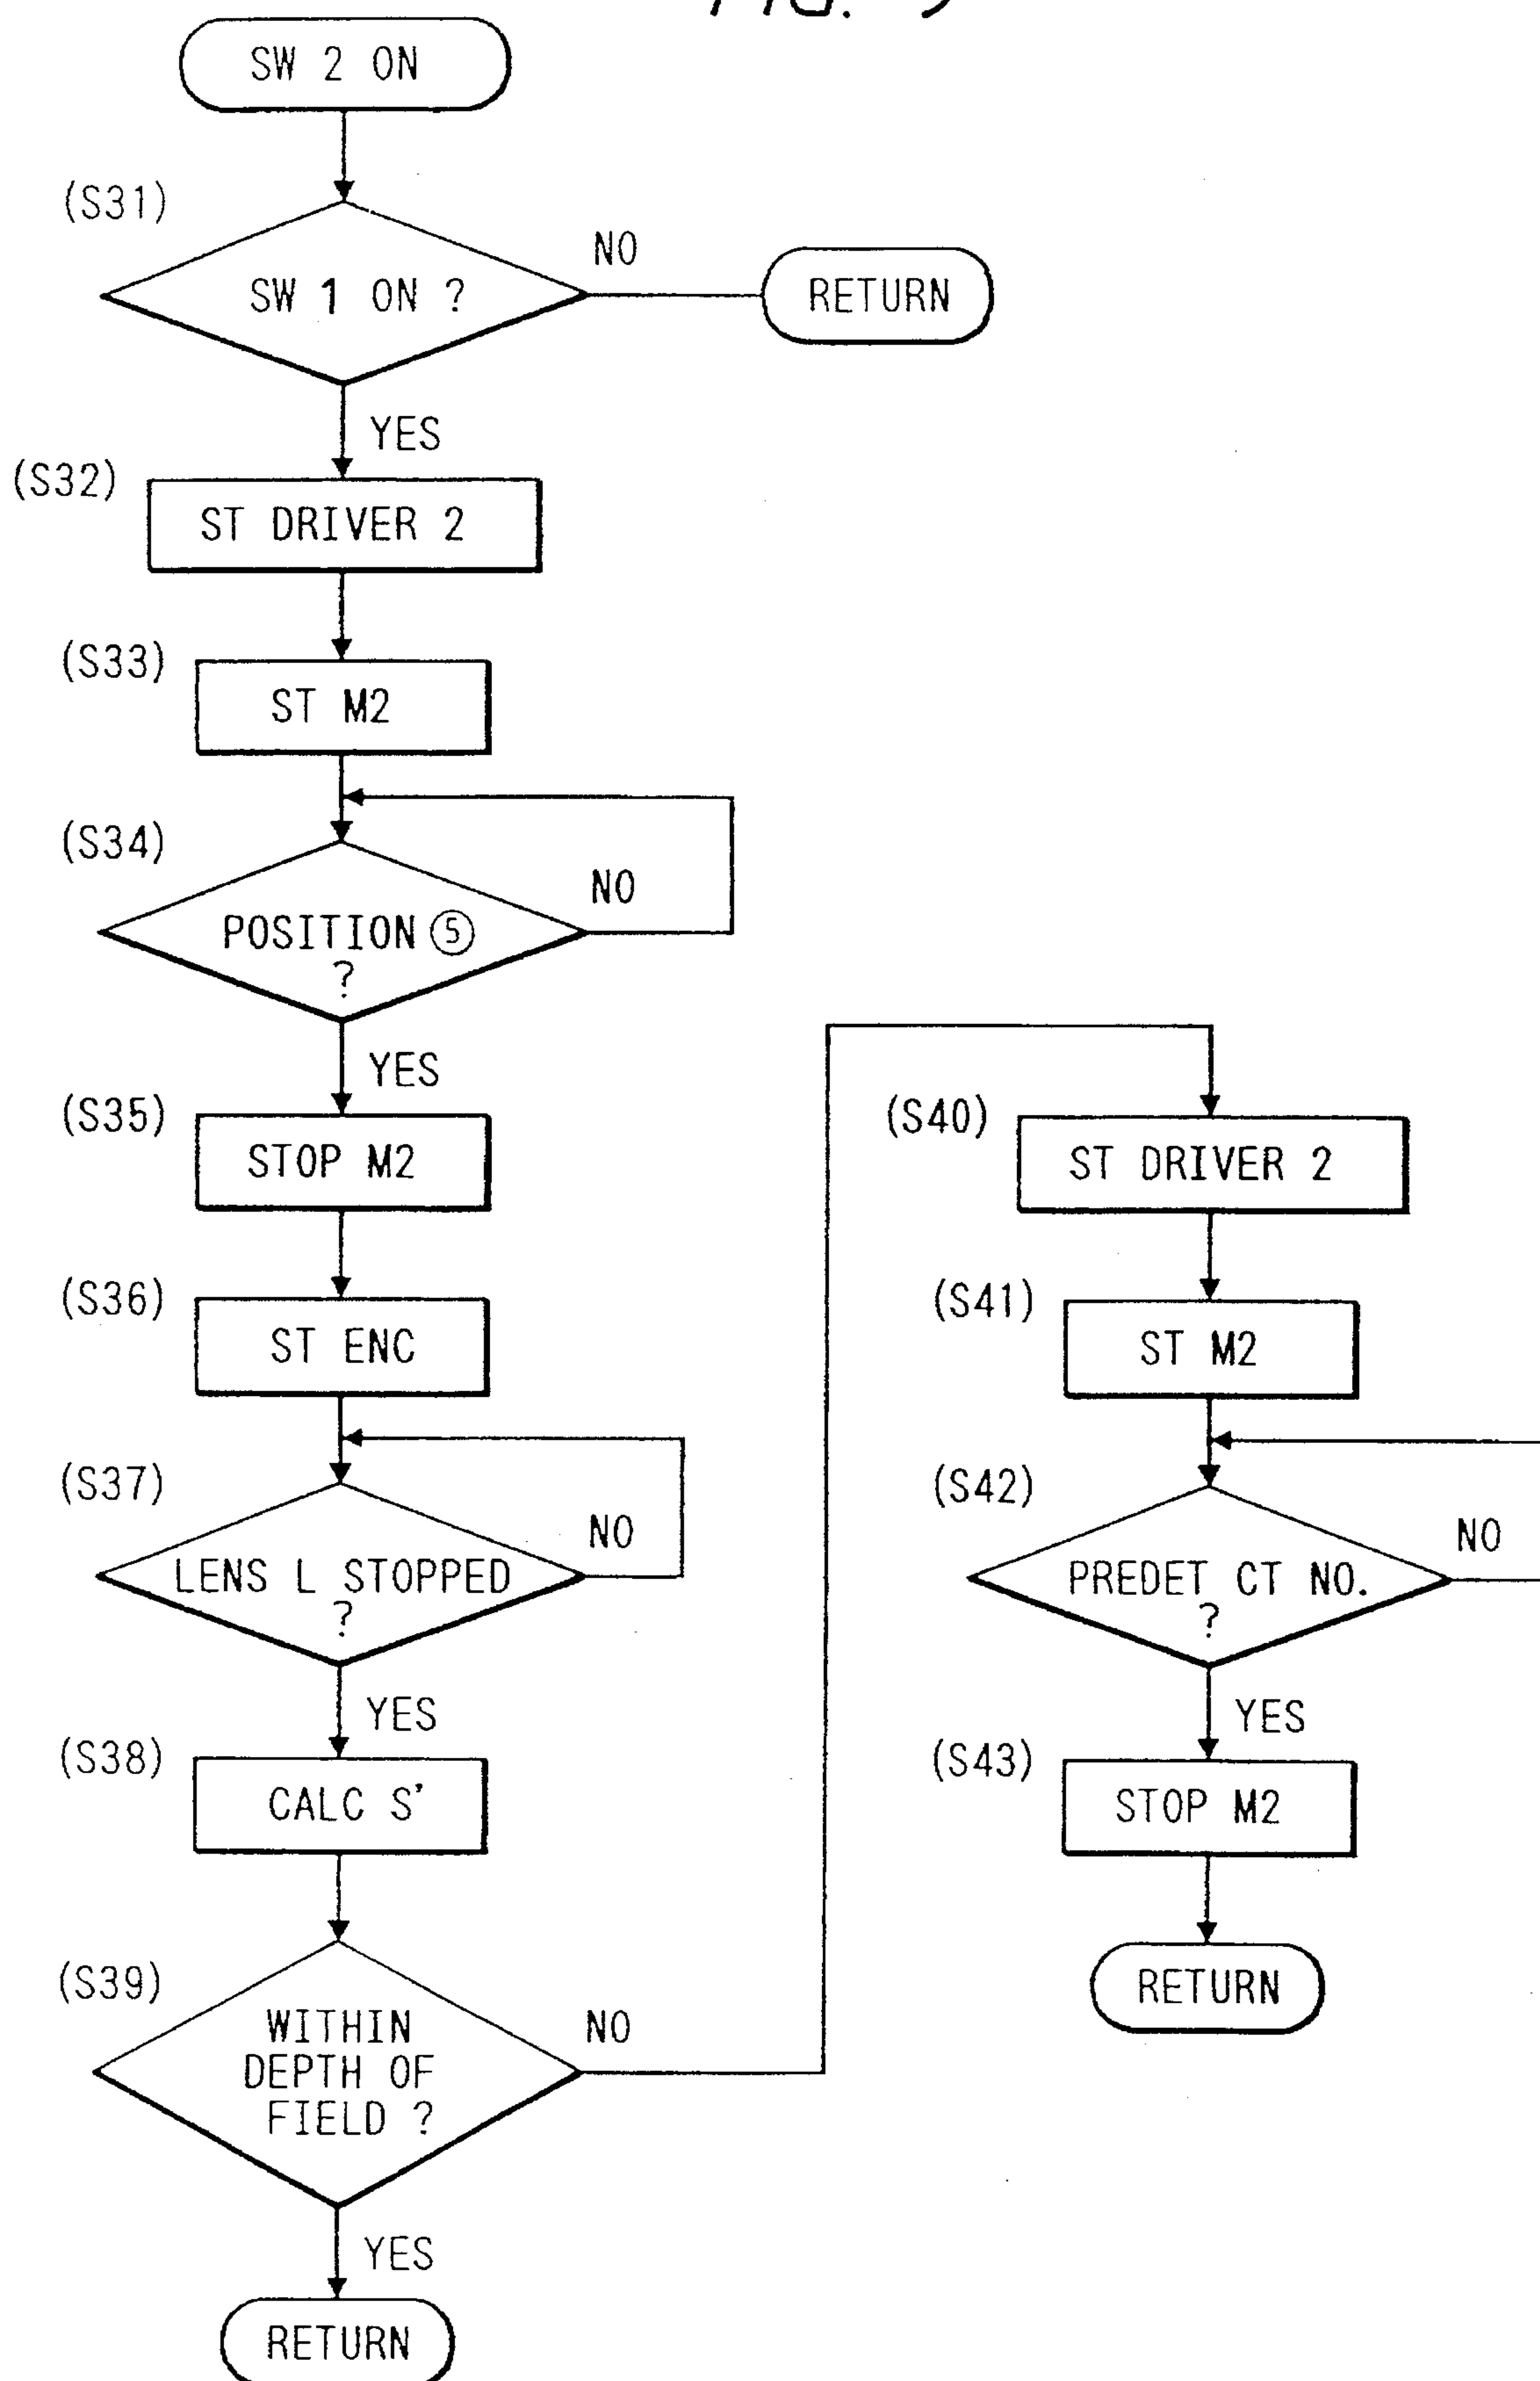 SW 2 ON
(S31)
SW 1 ON ?
NO
RETURN
YES
(S32)
ST DRIVER 2
(S33)
ST M2
(S34)
POSITION ⑤
?
NO
YES
(S35)
STOP M2
(S36)
ST ENC
(S37)
LENS L STOPPED
?
NO
YES
(S38)
CALC S'
(S39)
WITHIN
DEPTH OF
FIELD ?
NO
YES
RETURN
(S40)
ST DRIVER 2
(S41)
ST M2
(S42)
PREDET CT NO.
?
NO
YES
(S43)
STOP M2
RETURN